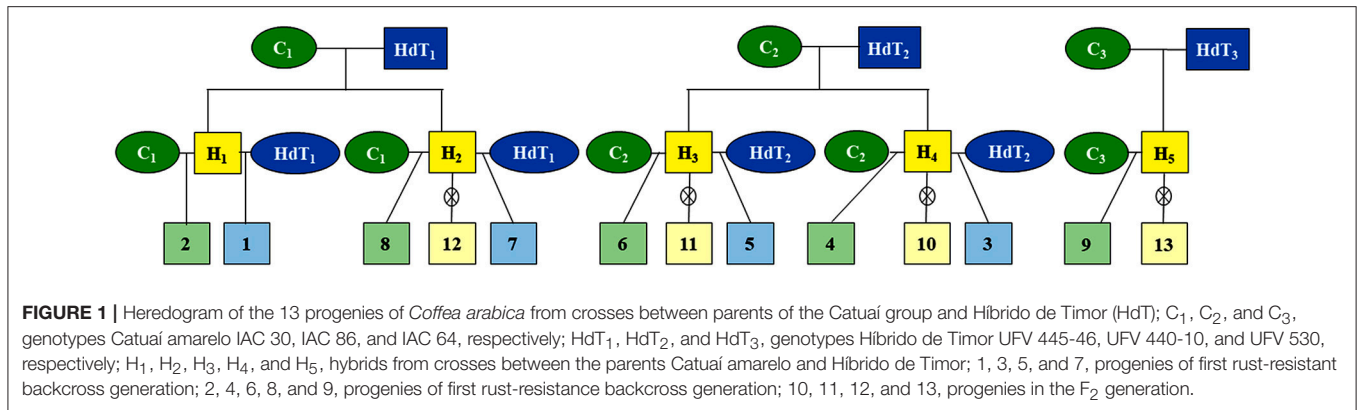 C1 HdT1 C2 HdT2 C3 HdT3
C1 H1 HdT1 C1 H2 HdT1 C2 H3 HdT2 C2 H4 HdT2 C3 H5
2 1 8 12 7 6 11 5 4 10 3 9 13
FIGURE 1 | Heredogram of the 13 progenies of Coffea arabica from crosses between parents of the Catuaí group and Híbrido de Timor (HdT); C1, C2, and C3,
genotypes Catuaí amarelo IAC 30, IAC 86, and IAC 64, respectively; HdT1, HdT2, and HdT3, genotypes Híbrido de Timor UFV 445-46, UFV 440-10, and UFV 530,
respectively; H1, H2, H3, H4, and H5, hybrids from crosses between the parents Catuaí amarelo and Híbrido de Timor; 1, 3, 5, and 7, progenies of first rust-resistant
backcross generation; 2, 4, 6, 8, and 9, progenies of first rust-resistance backcross generation; 10, 11, 12, and 13, progenies in the F2 generation.